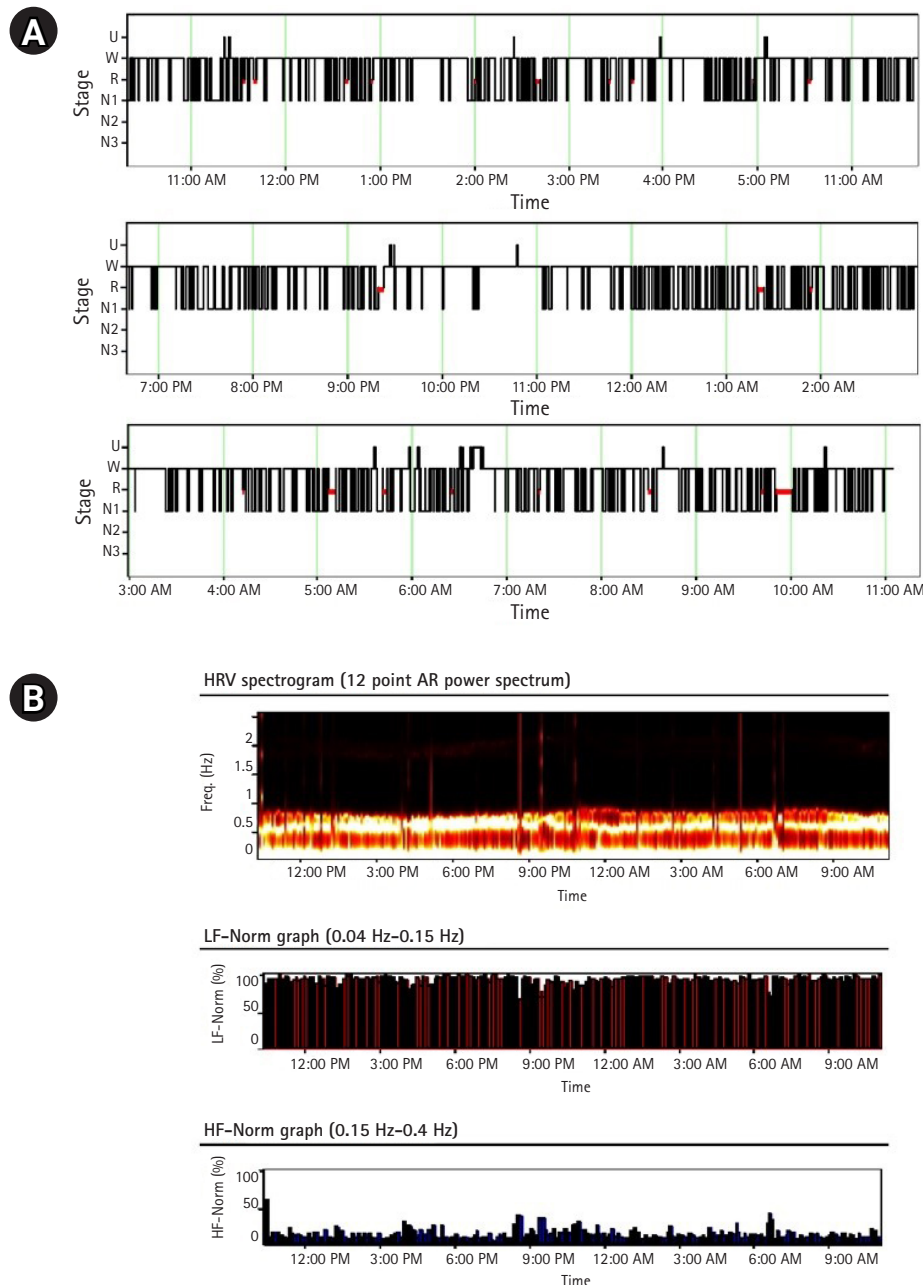 A
U
W
R
N1
N2
N3
Stage
11:00 AM 12:00 PM 1:00 PM 2:00 PM 3:00 PM 4:00 PM 5:00 PM 11:00 AM
Time
U
W
R
N1
N2
N3
Stage
7:00 PM 8:00 PM 9:00 PM 10:00 PM 11:00 PM 12:00 AM 1:00 AM 2:00 AM
Time
U
W
R
N1
N2
N3
Stage
3:00 AM 4:00 AM 5:00 AM 6:00 AM 7:00 AM 8:00 AM 9:00 AM 10:00 AM 11:00 AM
Time
B
HRV spectrogram (12 point AR power spectrum)
Freq. (Hz)
2
1.5
1
0.5
0
12:00 PM 3:00 PM 6:00 PM 9:00 PM 12:00 AM 3:00 AM 6:00 AM 9:00 AM
Time
LF-Norm graph (0.04 Hz-0.15 Hz)
LF-Norm (%)
100
50
0
12:00 PM 3:00 PM 6:00 PM 9:00 PM 12:00 AM 3:00 AM 6:00 AM 9:00 AM
Time
HF-Norm graph (0.15 Hz-0.4 Hz)
HF-Norm (%)
100
50
0
12:00 PM 3:00 PM 6:00 PM 9:00 PM 12:00 AM 3:00 AM 6:00 AM 9:00 AM
Time